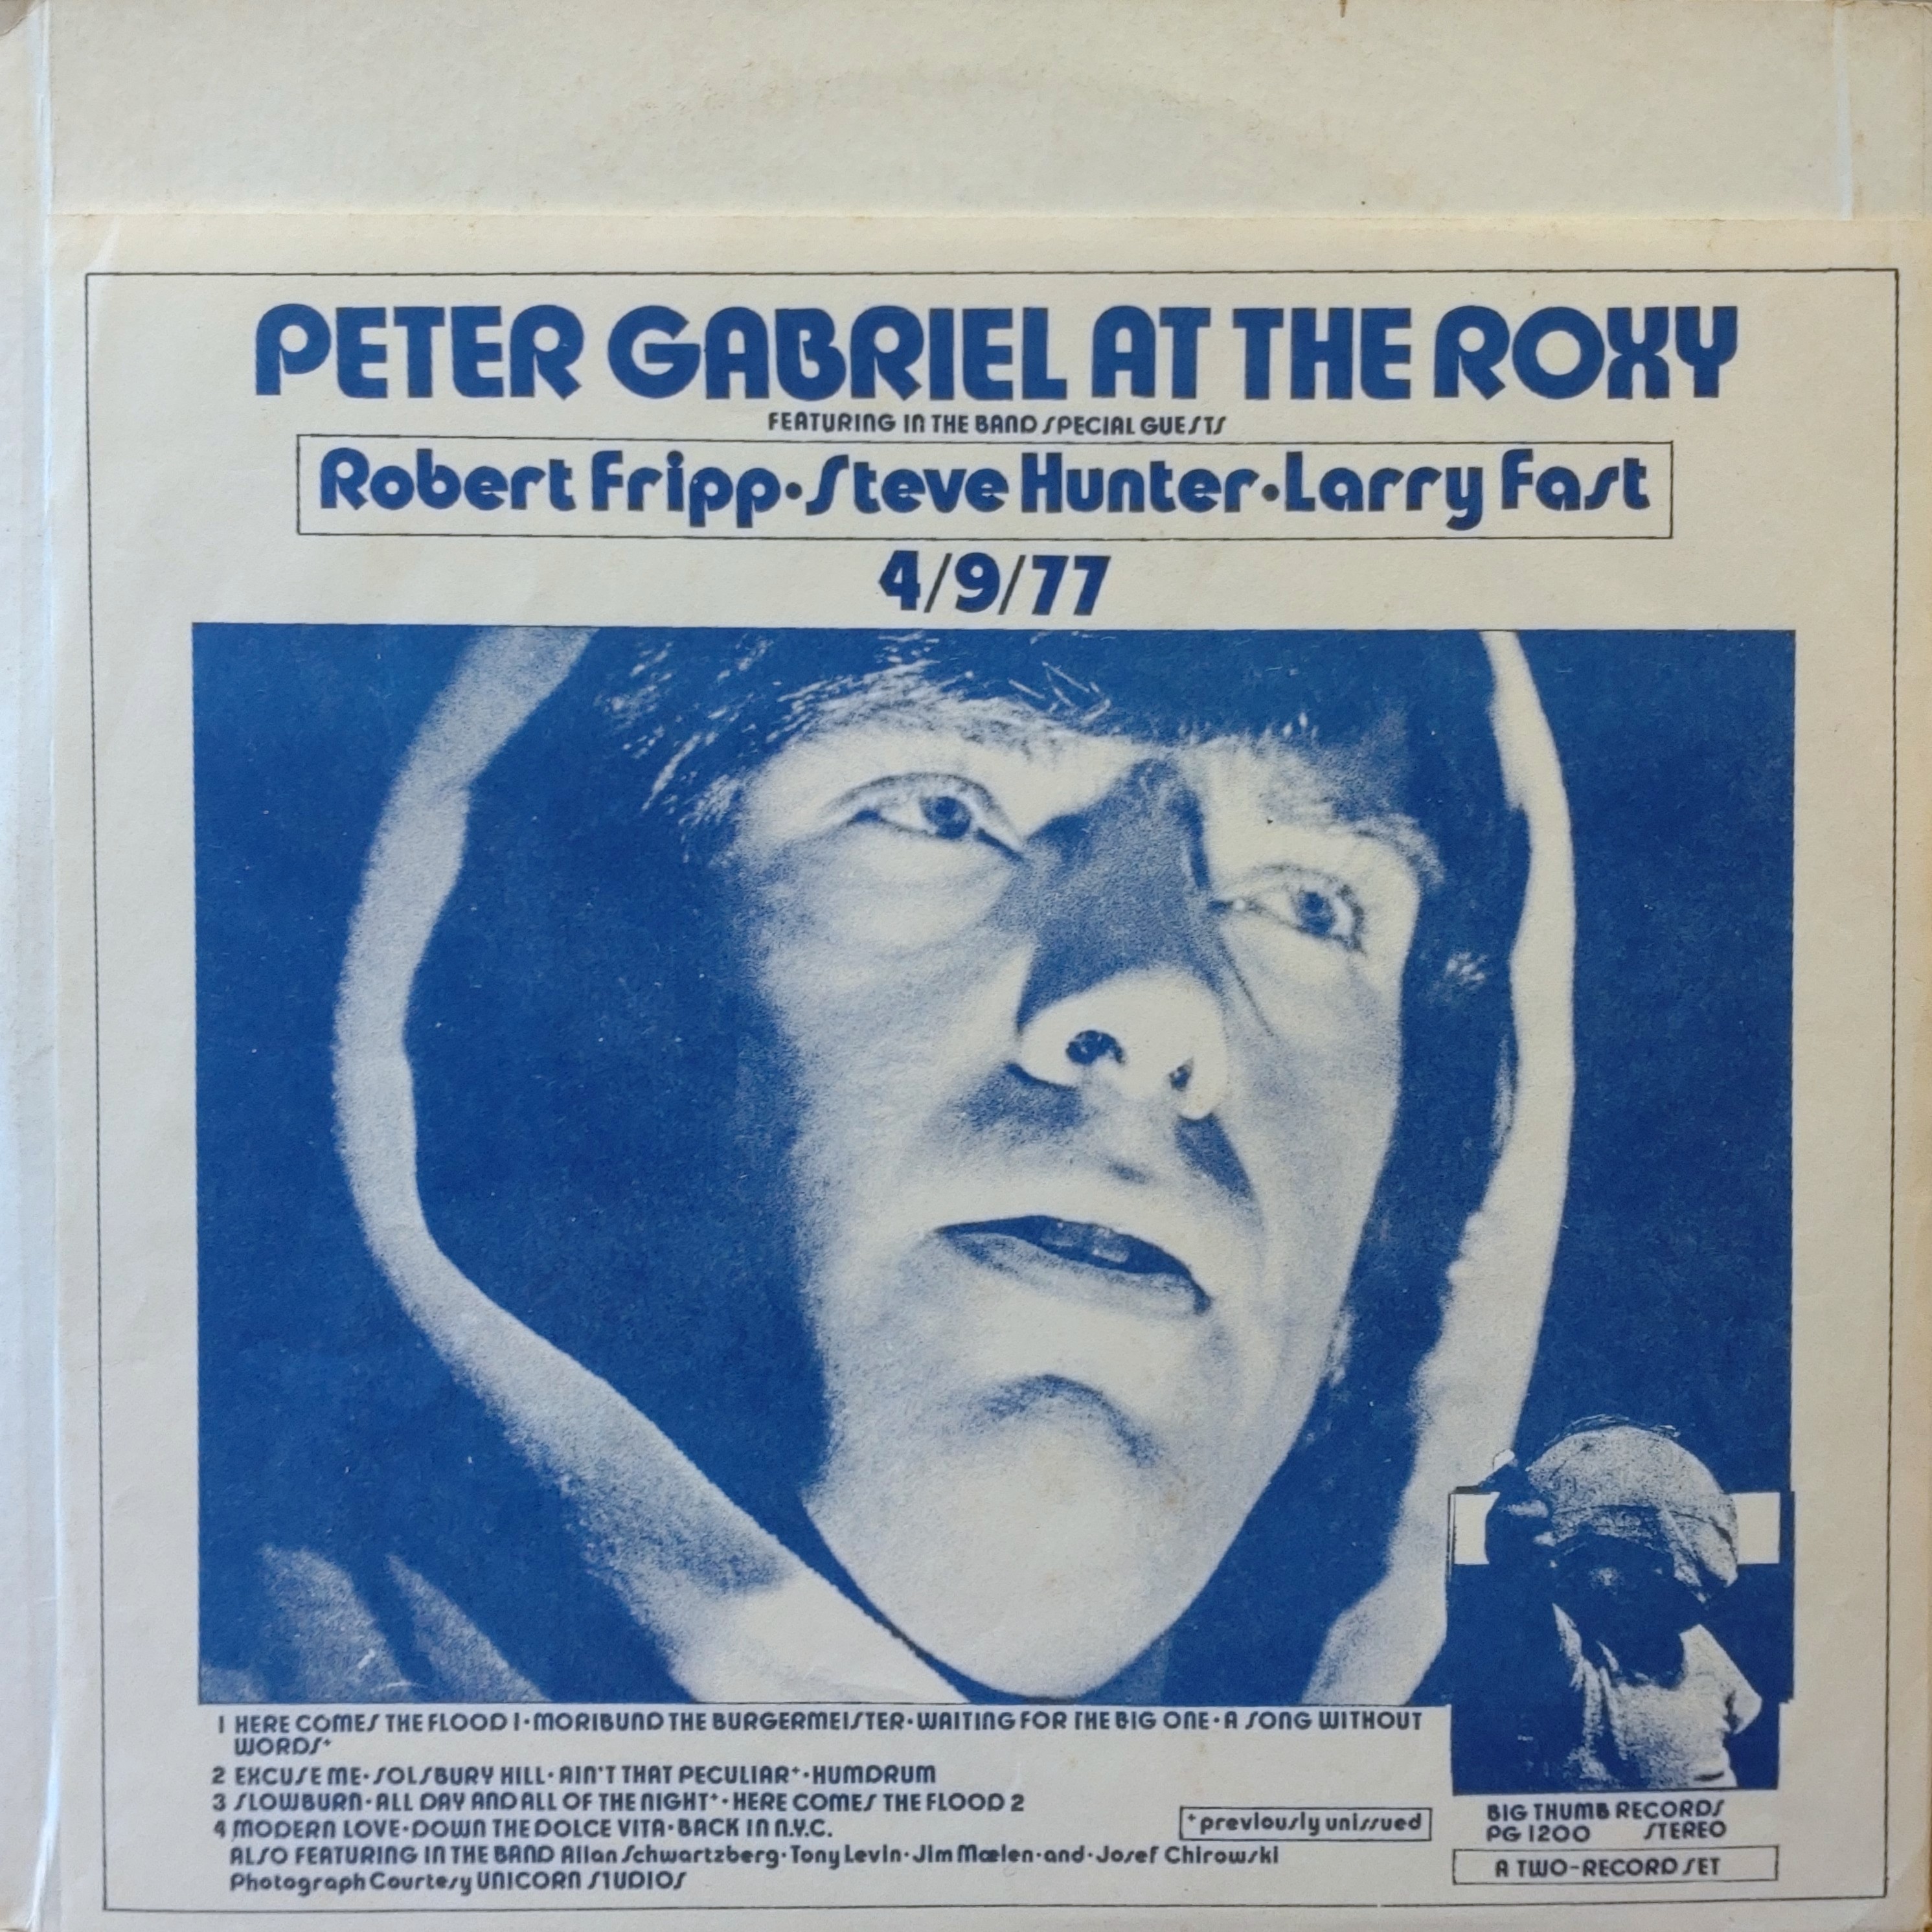 PETER GABRIEL AT THE ROXY
FEATURING IN THE BAND SPECIAL GUESTS
Robert Fripp·Steve Hunter·Larry Fast
4/9/77
1 HERE COMES THE FLOOD 1·MORIBUND THE BURGERMEISTER·WAITING FOR THE BIG ONE·A SONG WITHOUT
WORDS*
2 EXCUSE ME·SOLSBURY HILL·AIN'T THAT PECULIAR*·HUMDRUM
3 SLOWBURN·ALL DAY AND ALL OF THE NIGHT*·HERE COMES THE FLOOD 2
4 MODERN LOVE·DOWN THE DOLCE VITA·BACK IN N.Y.C.
*previously unissued
ALSO FEATURING IN THE BAND Allan Schwartzberg·Tony Levin·Jim Maelen·and·Josef Chirowski
Photograph Courtesy UNICORN STUDIOS
BIG THUMB RECORDS
PG 1200 STEREO
A TWO-RECORD SET